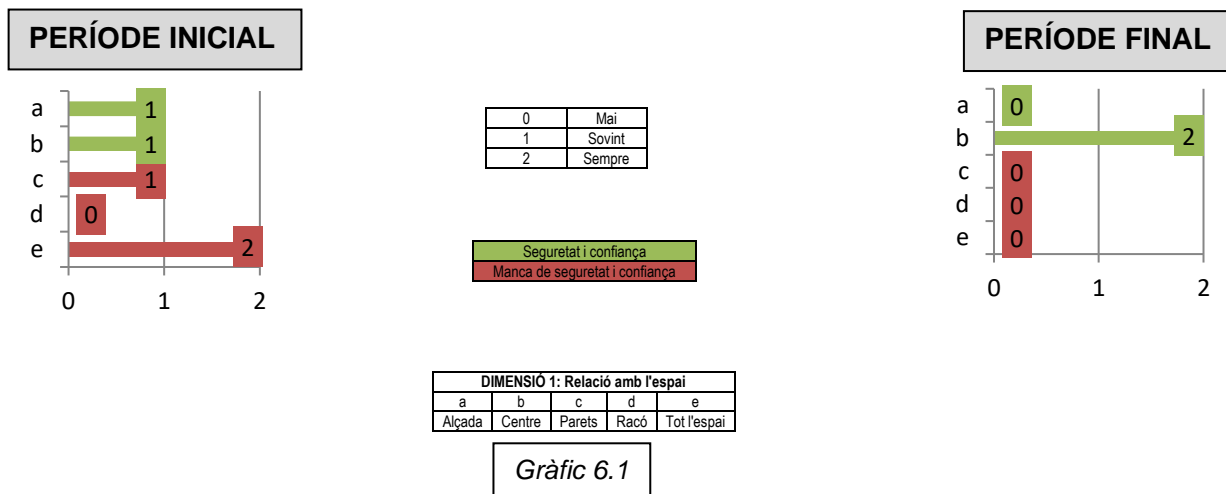 PERÍODE INICIAL
a 1
b 1
c 1
d 0
e 2
0 1 2
0 Mai
1 Sovint
2 Sempre
Seguretat i confiança
Manca de seguretat i confiança
PERÍODE FINAL
a 0
b 2
c 0
d 0
e 0
0 1 2
DIMENSIÓ 1: Relació amb l'espai
a b c d e
Alçada Centre Parets Racó Tot l'espai
Gràfic 6.1